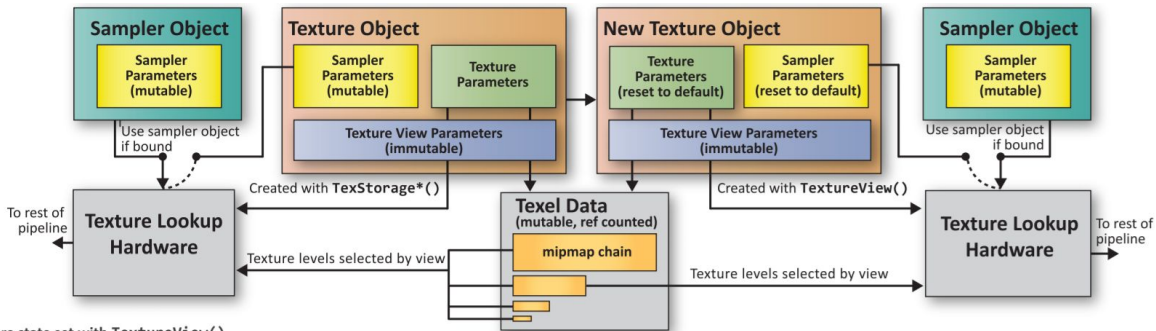 Sampler Object
Sampler
Parameters
(mutable)
Use sampler object
if bound
Texture Object
Sampler
Parameters
(mutable)
Texture
Parameters
Texture View Parameters
(immutable)
New Texture Object
Texture
Parameters
(reset to default)
Sampler
Parameters
(reset to default)
Texture View Parameters
(immutable)
Sampler Object
Sampler
Parameters
(mutable)
Use sampler object
if bound
Created with TexStorage*()
Created with TextureView()
To rest of
pipeline
Texture Lookup
Hardware
Texel Data
(mutable, ref counted)
mipmap chain
Texture levels selected by view
Texture levels selected by view
Texture Lookup
Hardware
To rest of
pipeline
state set with TextureView()